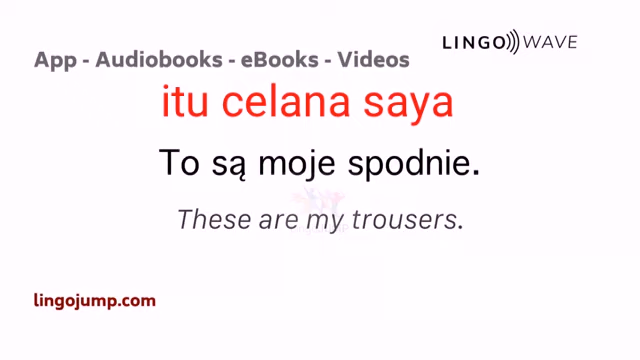 LINGO WAVE
App - Audiobooks - eBooks - Videos
itu celana saya
To są moje spodnie.
These are my trousers.
lingojump.com